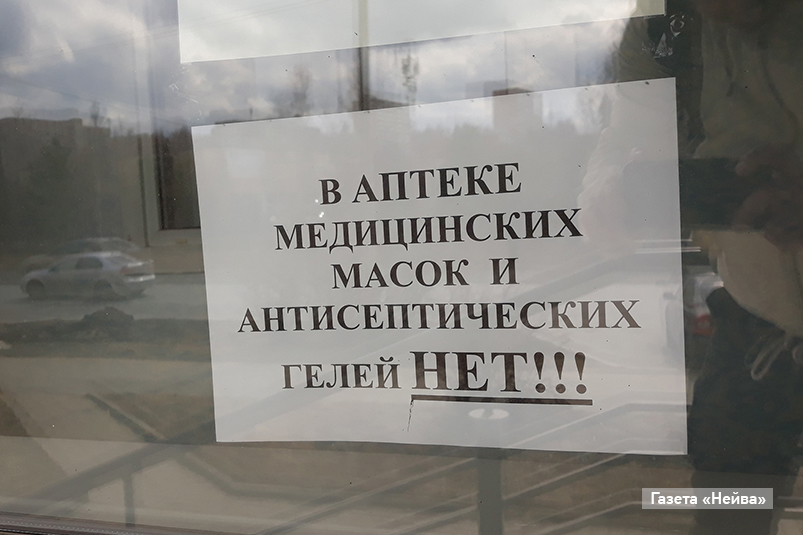 В АПТЕКЕ
МЕДИЦИНСКИХ
МАСОК И
АНТИСЕПТИЧЕСКИХ
ГЕЛЕЙ НЕТ!!!
Газета «Нейва»